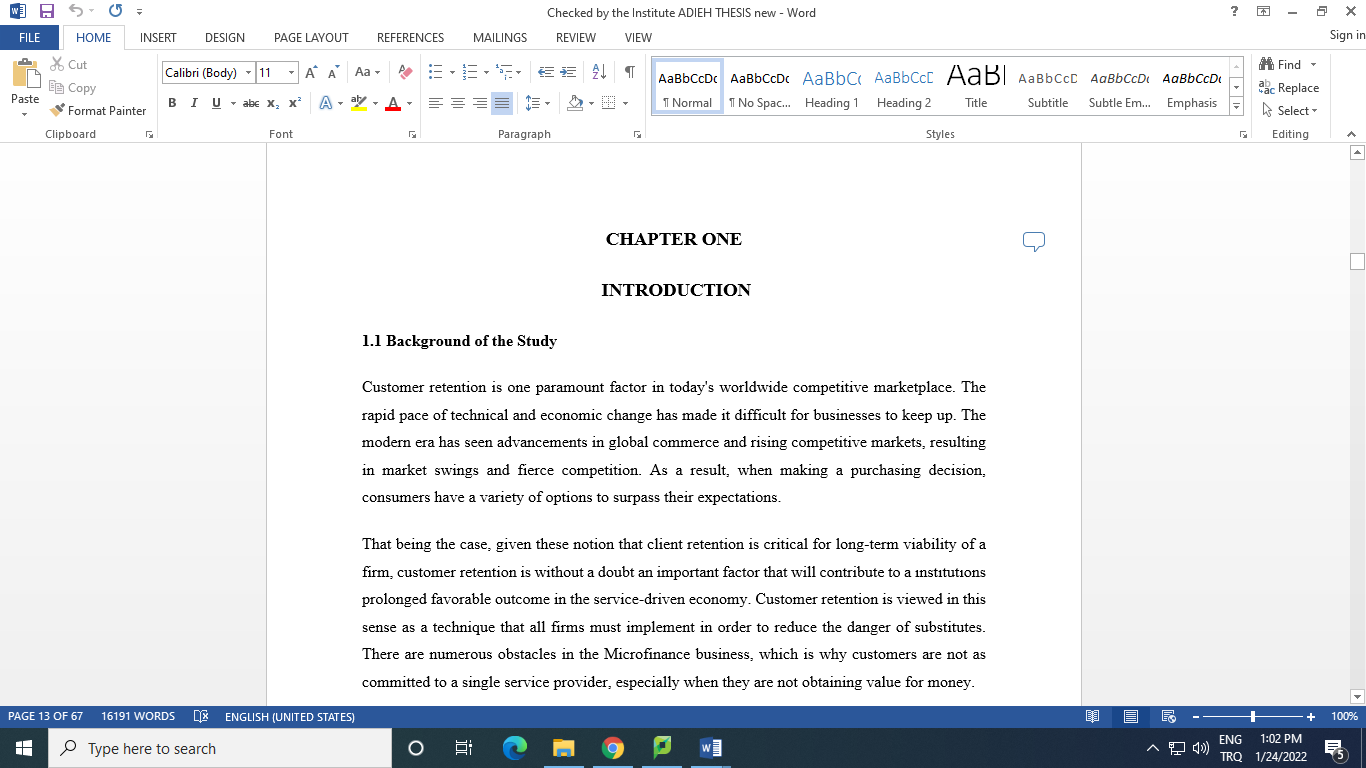 Checked by the Institute ADIEH THESIS new - Word
?
Sign in
FILE HOME INSERT DESIGN PAGE LAYOUT REFERENCES MAILINGS REVIEW VIEW
Paste
Cut
Copy
Format Painter
Clipboard
Calibri (Body) 11
Font
Paragraph
AaBbCcDc ¶ Normal
AaBbCcDc ¶ No Spac...
AaBbCc Heading 1
AaBbCcD Heading 2
AaBl Title
AaBbCcD Subtitle
AaBbCcDc Subtle Em...
AaBbCcDc Emphasis
Styles
Find
Replace
Select
Editing
CHAPTER ONE
INTRODUCTION
1.1 Background of the Study
Customer retention is one paramount factor in today's worldwide competitive marketplace. The
rapid pace of technical and economic change has made it difficult for businesses to keep up. The
modern era has seen advancements in global commerce and rising competitive markets, resulting
in market swings and fierce competition. As a result, when making a purchasing decision,
consumers have a variety of options to surpass their expectations.
That being the case, given these notion that client retention is critical for long-term viability of a
firm, customer retention is without a doubt an important factor that will contribute to a institutions
prolonged favorable outcome in the service-driven economy. Customer retention is viewed in this
sense as a technique that all firms must implement in order to reduce the danger of substitutes.
There are numerous obstacles in the Microfinance business, which is why customers are not as
committed to a single service provider, especially when they are not obtaining value for money.
PAGE 13 OF 67 16191 WORDS ENGLISH (UNITED STATES) 100%
Type here to search
ENG 1:02 PM
TRQ 1/24/2022
5